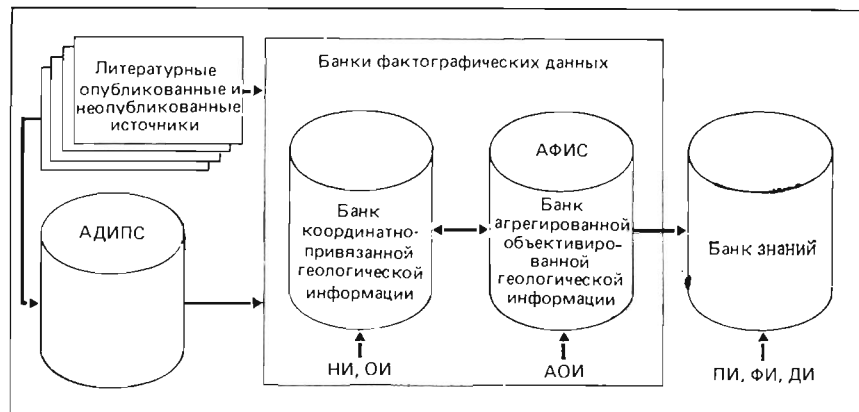 Литературные
опубликованные и
неопубликованные
источники
Банки фактографических данных
АДИПС
Банк
координатно-
привязанной
геологической
информации
АФИС
Банк
агрегированной
объективиро-
ванной
геологической
информации
Банк знаний
НИ, ОИ
АОИ
ПИ, ФИ, ДИ